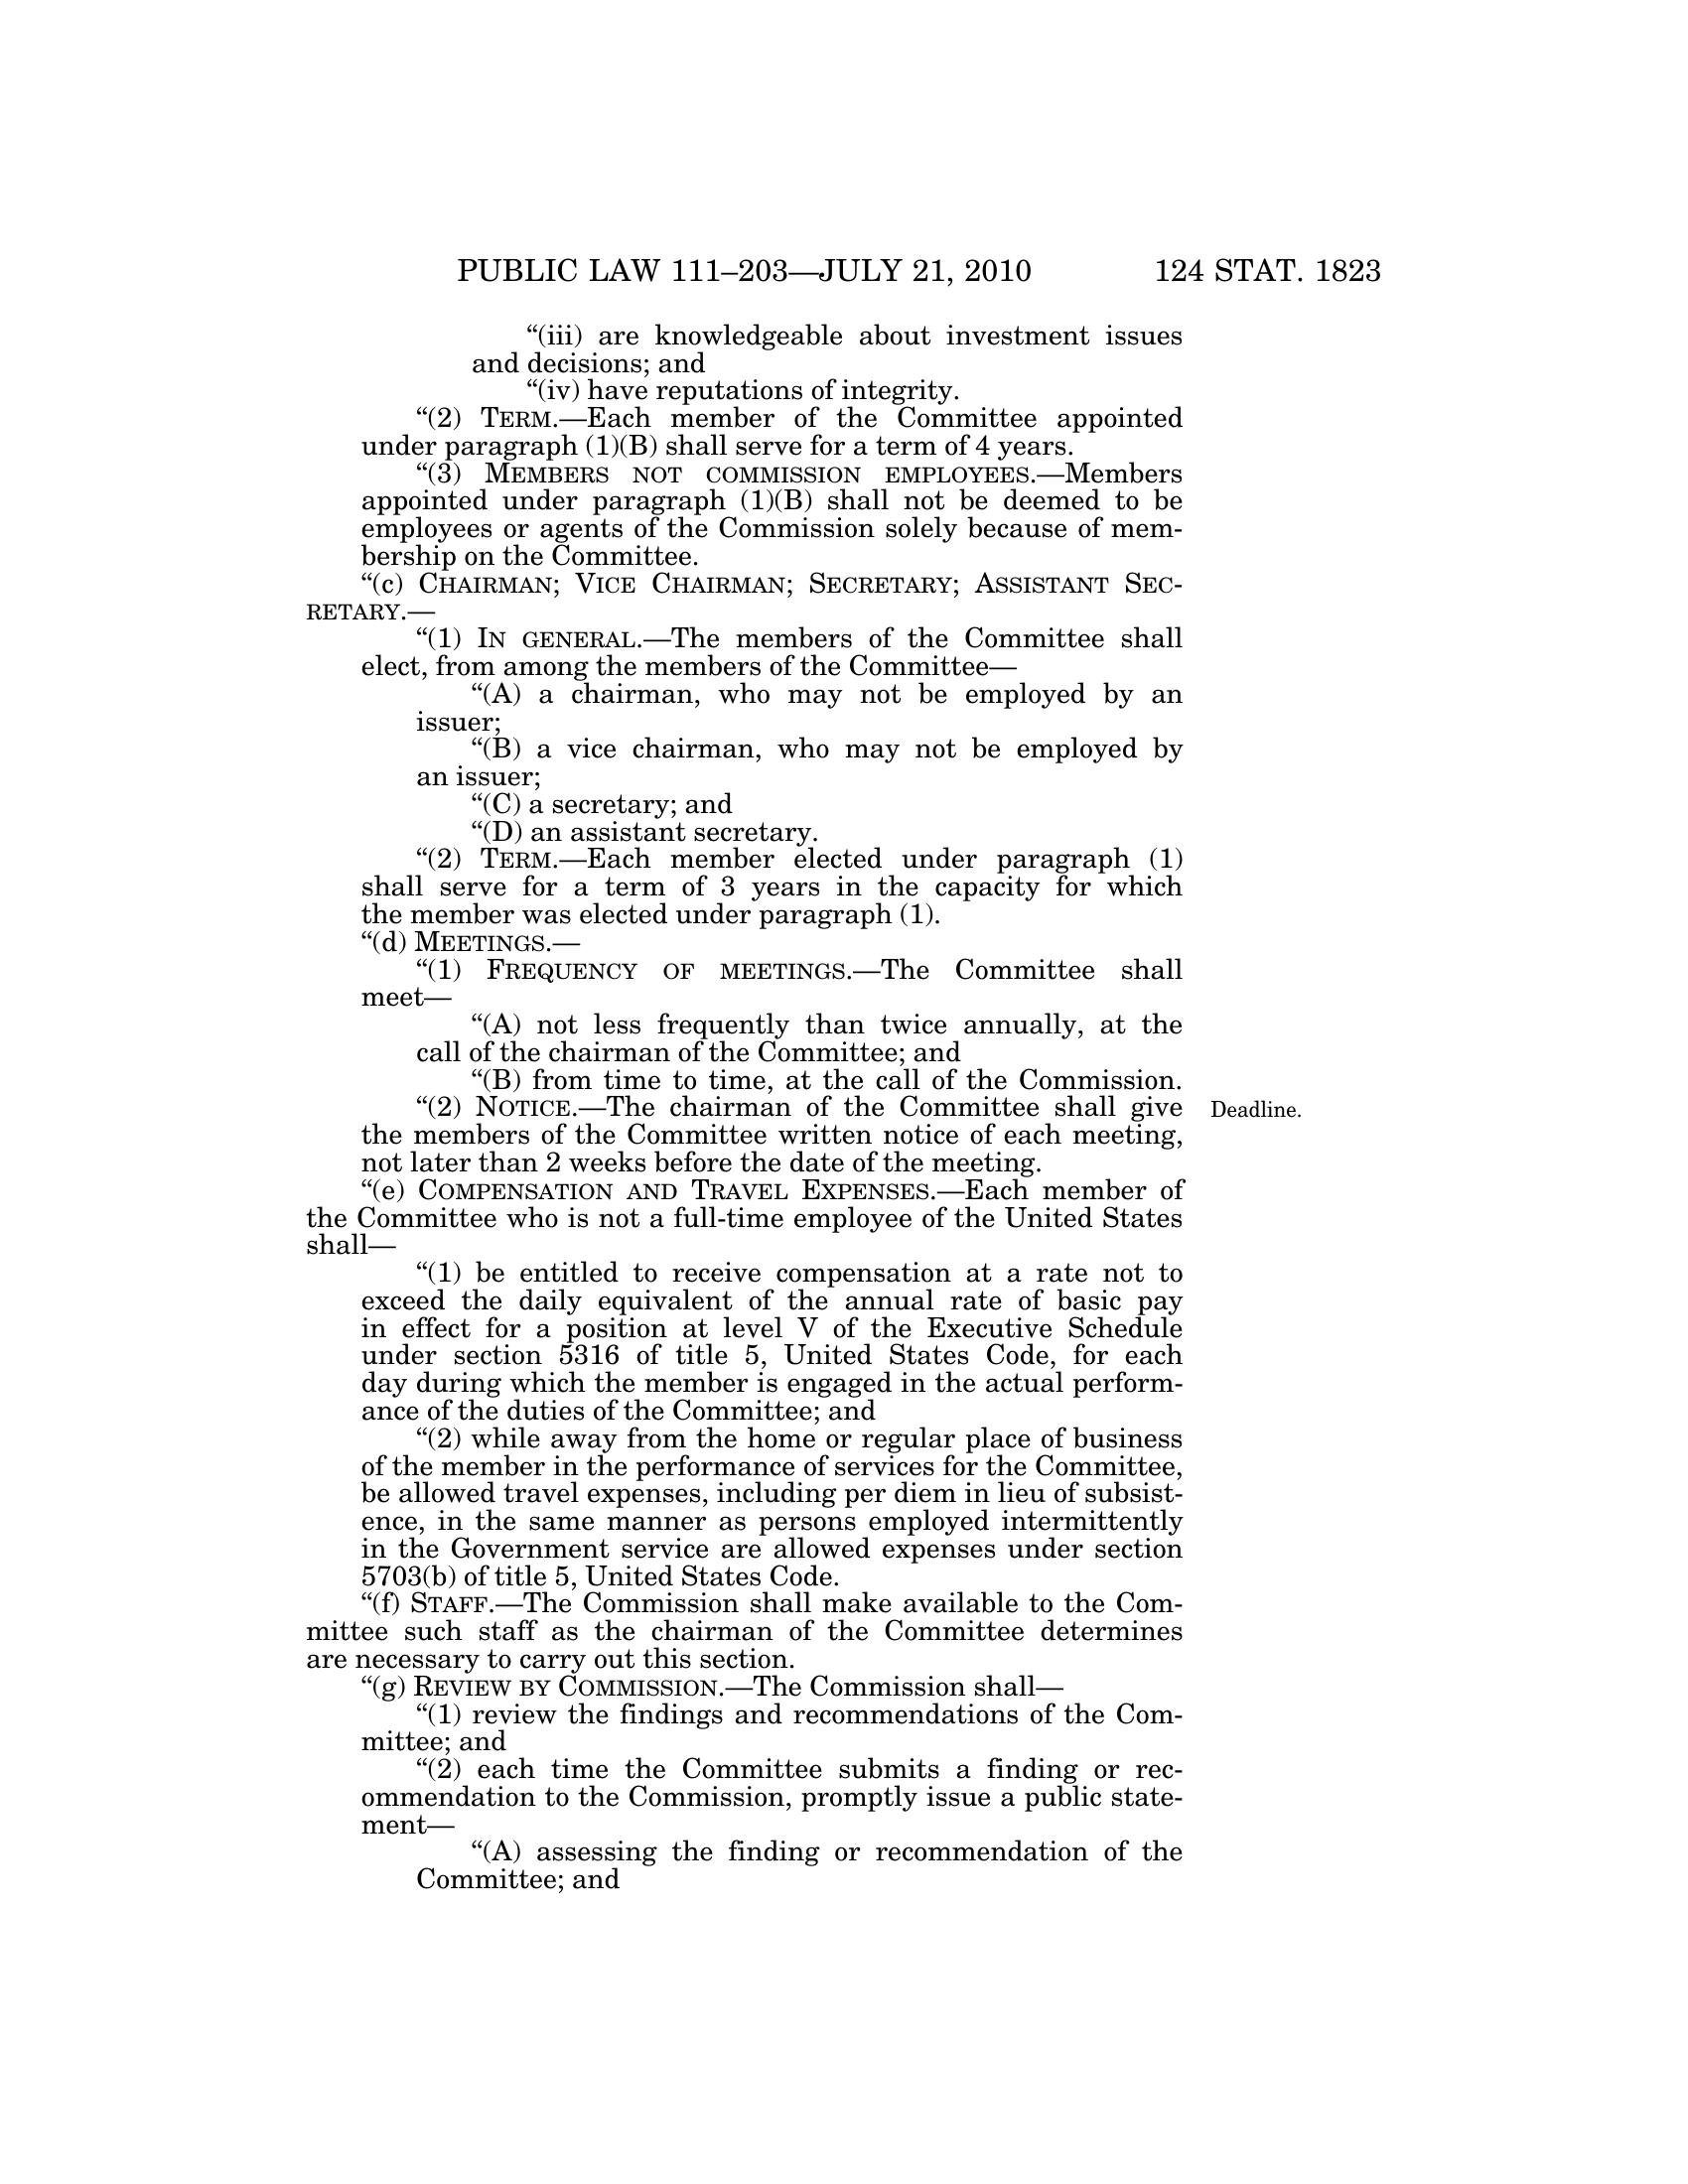 PUBLIC LAW 111–203—JULY 21, 2010 124 STAT. 1823
“(iii) are knowledgeable about investment issues
and decisions; and
“(iv) have reputations of integrity.
“(2) TERM.—Each member of the Committee appointed
under paragraph (1)(B) shall serve for a term of 4 years.
“(3) MEMBERS NOT COMMISSION EMPLOYEES.—Members
appointed under paragraph (1)(B) shall not be deemed to be
employees or agents of the Commission solely because of mem-
bership on the Committee.
“(c) CHAIRMAN; VICE CHAIRMAN; SECRETARY; ASSISTANT SEC-
RETARY.—
“(1) IN GENERAL.—The members of the Committee shall
elect, from among the members of the Committee—
“(A) a chairman, who may not be employed by an
issuer;
“(B) a vice chairman, who may not be employed by
an issuer;
“(C) a secretary; and
“(D) an assistant secretary.
“(2) TERM.—Each member elected under paragraph (1)
shall serve for a term of 3 years in the capacity for which
the member was elected under paragraph (1).
“(d) MEETINGS.—
“(1) FREQUENCY OF MEETINGS.—The Committee shall
meet—
“(A) not less frequently than twice annually, at the
call of the chairman of the Committee; and
“(B) from time to time, at the call of the Commission.
“(2) NOTICE.—The chairman of the Committee shall give Deadline.
the members of the Committee written notice of each meeting,
not later than 2 weeks before the date of the meeting.
“(e) COMPENSATION AND TRAVEL EXPENSES.—Each member of
the Committee who is not a full-time employee of the United States
shall—
“(1) be entitled to receive compensation at a rate not to
exceed the daily equivalent of the annual rate of basic pay
in effect for a position at level V of the Executive Schedule
under section 5316 of title 5, United States Code, for each
day during which the member is engaged in the actual perform-
ance of the duties of the Committee; and
“(2) while away from the home or regular place of business
of the member in the performance of services for the Committee,
be allowed travel expenses, including per diem in lieu of subsist-
ence, in the same manner as persons employed intermittently
in the Government service are allowed expenses under section
5703(b) of title 5, United States Code.
“(f) STAFF.—The Commission shall make available to the Com-
mittee such staff as the chairman of the Committee determines
are necessary to carry out this section.
“(g) REVIEW BY COMMISSION.—The Commission shall—
“(1) review the findings and recommendations of the Com-
mittee; and
“(2) each time the Committee submits a finding or rec-
ommendation to the Commission, promptly issue a public state-
ment—
“(A) assessing the finding or recommendation of the
Committee; and